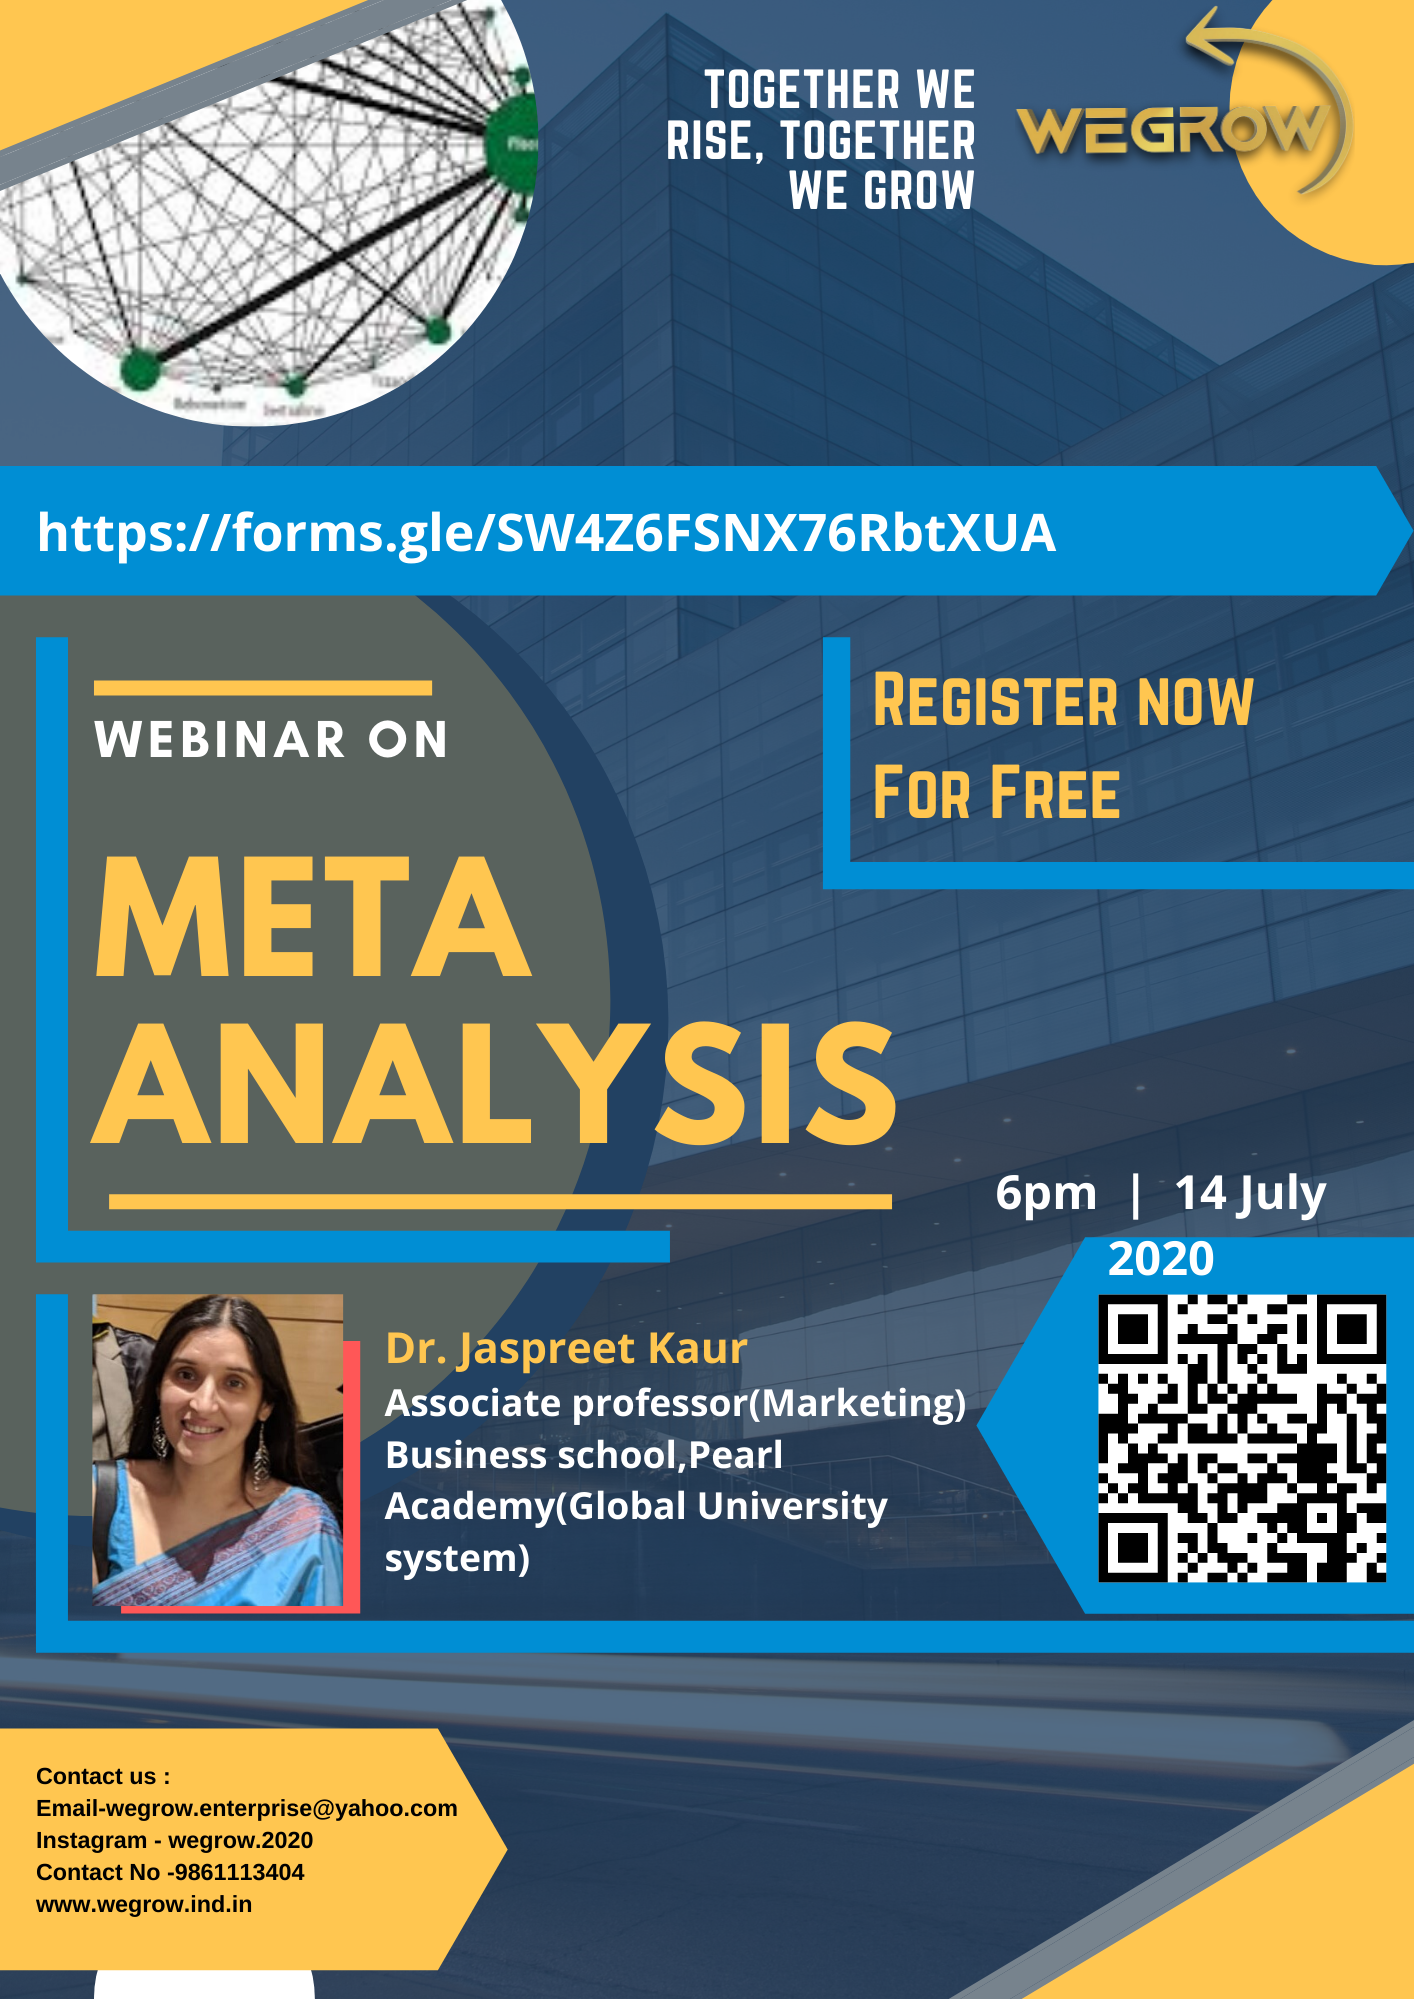 TOGETHER WE
RISE, TOGETHER
WE GROW
WEGROW
https://forms.gle/SW4Z6FSNX76RbtXUA
WEBINAR ON
META
ANALYSIS
REGISTER NOW
FOR FREE
6pm | 14 July
2020
Dr. Jaspreet Kaur
Associate professor(Marketing)
Business school,Pearl
Academy(Global University
system)
Contact us :
Email-wegrow.enterprise@yahoo.com
Instagram - wegrow.2020
Contact No -9861113404
www.wegrow.ind.in